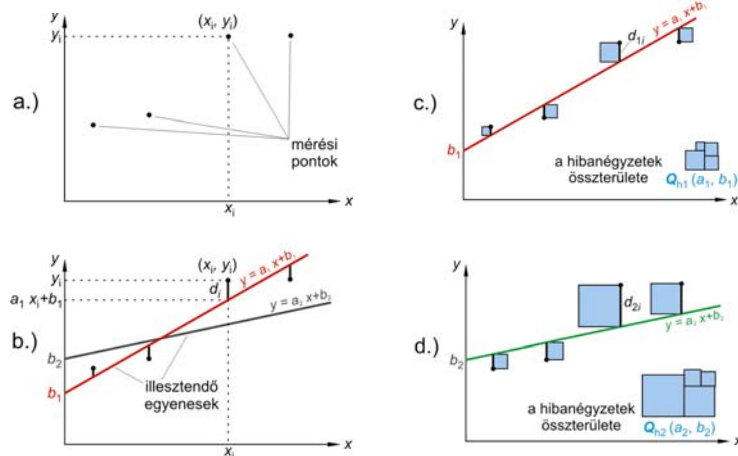 a.)
y
yᵢ
(xᵢ, yᵢ)
mérési
pontok
xᵢ
x
b.)
y
yᵢ
a₁ xᵢ+b₁
b₂
b₁
(xᵢ, yᵢ)
dᵢ
y = a₁ x+b₁
y = a₂ x+b₂
illesztendő
egyenesek
xᵢ
x
c.)
y
b₁
d₁ᵢ
y = a₁ x+b₁
a hibanégyzetek
összterülete
Qₕ₁ (a₁, b₁)
x
d.)
y
b₂
d₂ᵢ
y = a₂ x+b₂
a hibanégyzetek
összterülete
Qₕ₂ (a₂, b₂)
x